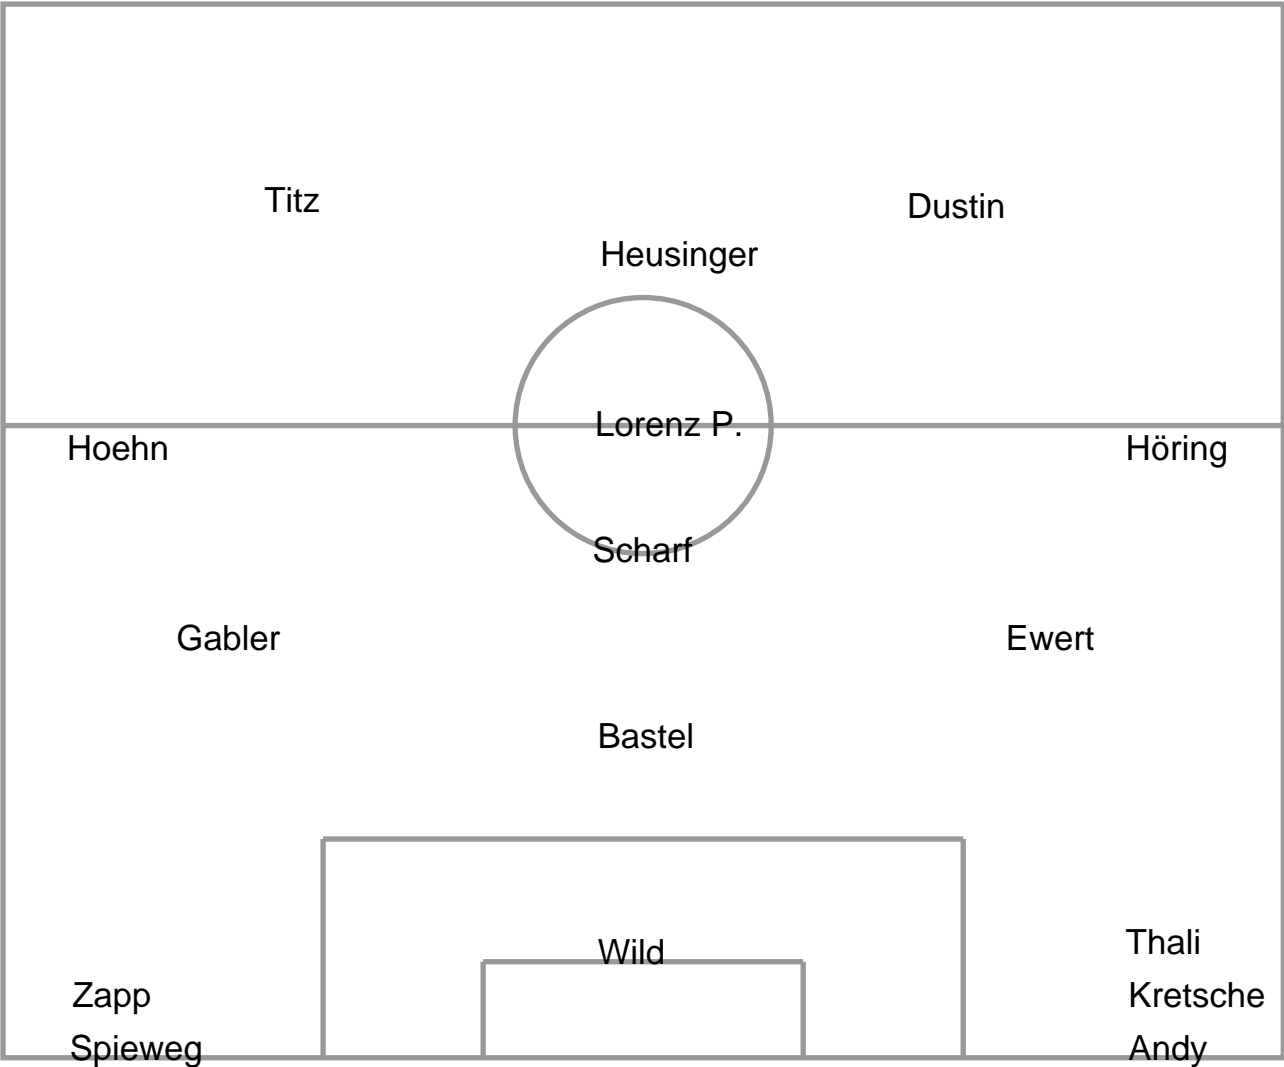 Titz
Dustin
Heusinger
Lorenz P.
Hoehn
Höring
Scharf
Gabler
Ewert
Bastel
Wild
Thali
Zapp
Kretsche
Spieweg
Andy